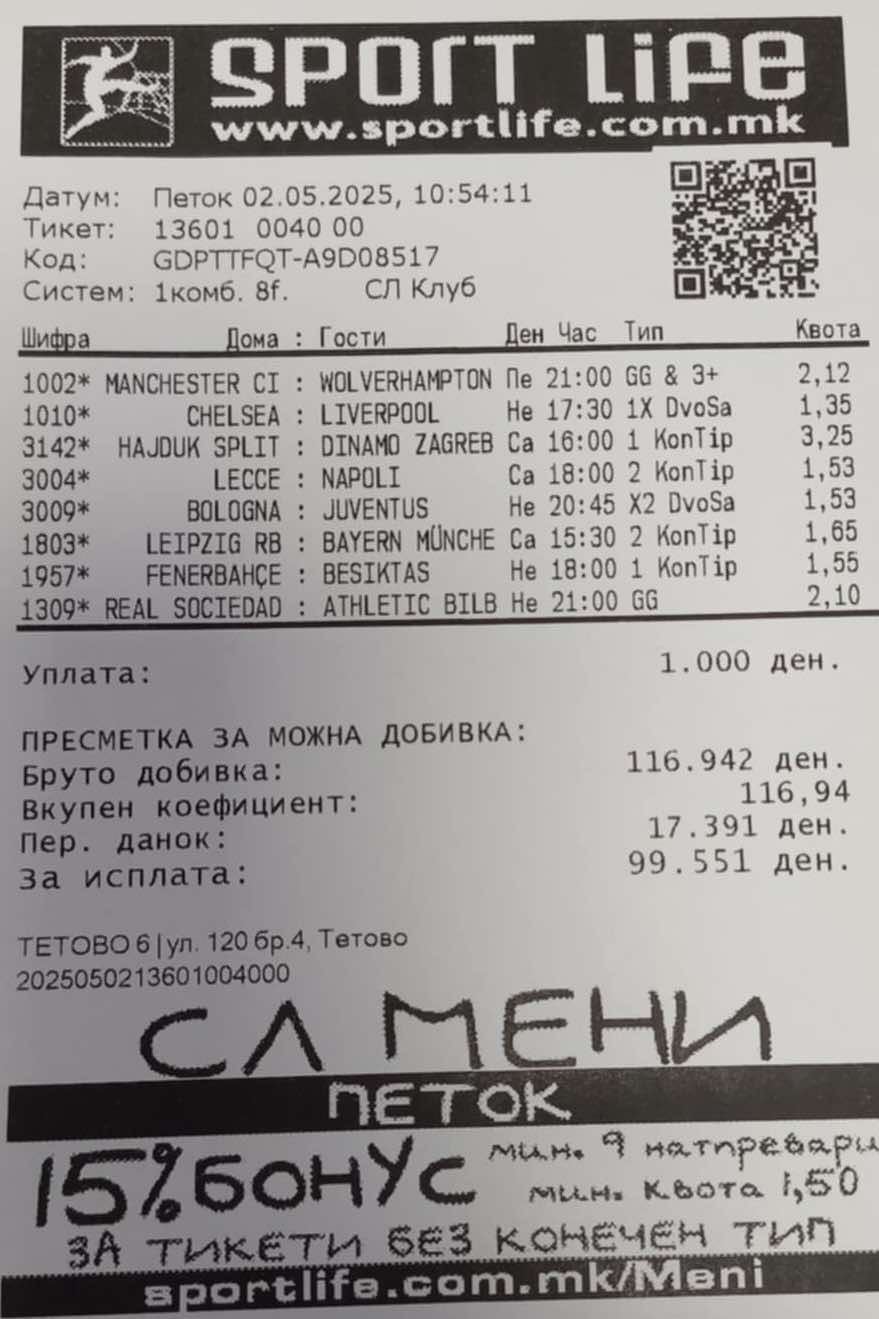 SPORT LIFE
www.sportlife.com.mk
Датум: Петок 02.05.2025, 10:54:11
Тикет: 13601 0040 00
Код: GDPTTFQT-A9D08517
Систем: 1комб. 8f. СЛ Клуб
Шифра Дома : Гости Ден Час Тип Квота
1002* MANCHESTER CI : WOLVERHAMPTON Пе 21:00 GG & 3+ 2,12
1010* CHELSEA : LIVERPOOL Не 17:30 1X DvoSa 1,35
3142* HAJDUK SPLIT : DINAMO ZAGREB Са 16:00 1 KonTip 3,25
3004* LECCE : NAPOLI Са 18:00 2 KonTip 1,53
3009* BOLOGNA : JUVENTUS Не 20:45 X2 DvoSa 1,53
1803* LEIPZIG RB : BAYERN MÜNCHE Са 15:30 2 KonTip 1,65
1957* FENERBAHÇE : BESIKTAS Не 18:00 1 KonTip 1,55
1309* REAL SOCIEDAD : ATHLETIC BILB Не 21:00 GG 2,10
Уплата: 1.000 ден.
ПРЕСМЕТКА ЗА МОЖНА ДОБИВКА:
Бруто добивка: 116.942 ден.
Вкупен коефициент: 116,94
Пер. данок: 17.391 ден.
За исплата: 99.551 ден.
ТЕТОВО 6|ул. 120 бр.4, Тетово
2025050213601004000
СЛ МЕНИ
ПЕТОК
15% БОНУС мин. 9 натпревари
мин. квота 1,50
ЗА ТИКЕТИ БЕЗ КОНЕЧЕН ТИП
sportlife.com.mk/Meni